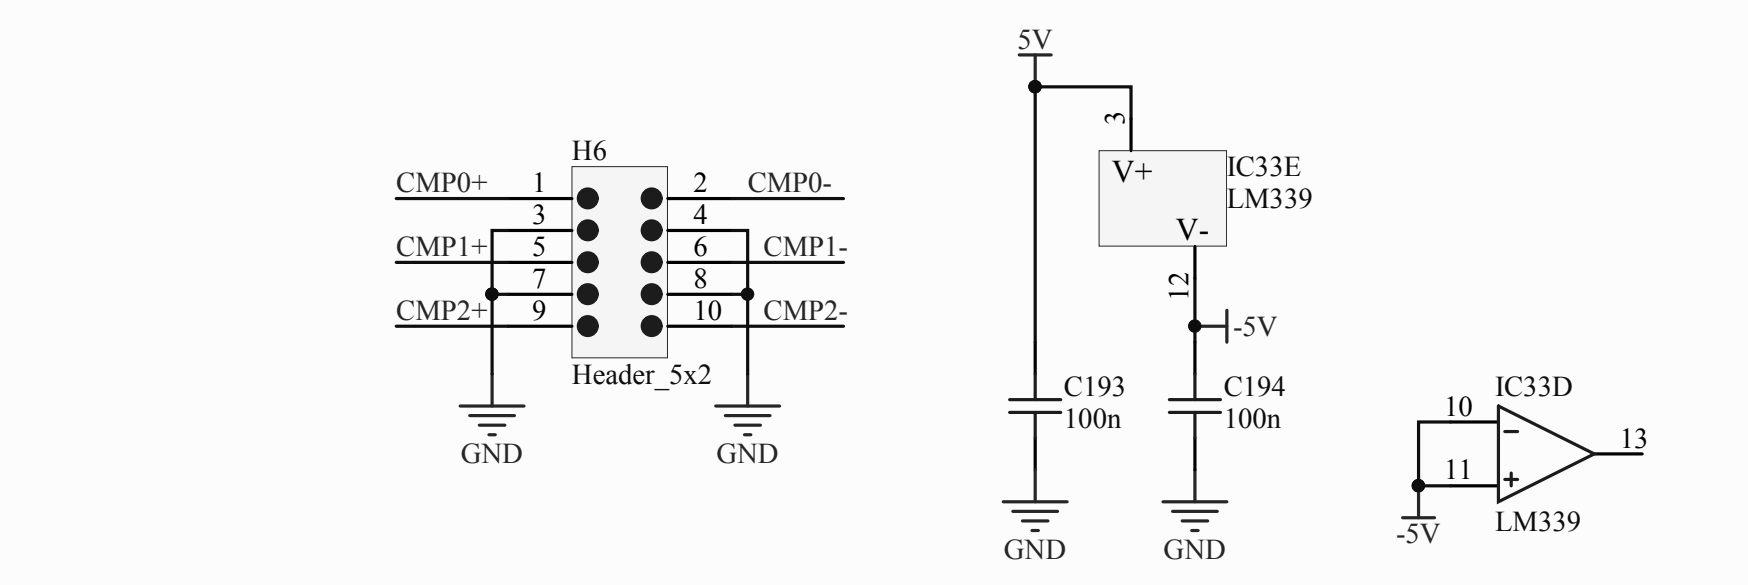 5V
H6
CMP0+ 1 2 CMP0-
3 4
CMP1+ 5 6 CMP1-
7 8
CMP2+ 9 10 CMP2-
Header_5x2
GND GND
3
V+
V-
IC33E
LM339
12
-5V
C193
100n
C194
100n
GND GND
IC33D
10
−
11
+
13
-5V
LM339